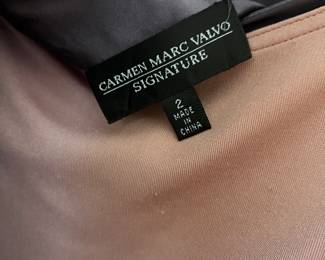 CARMEN MARC VALVO
SIGNATURE
2
MADE
IN
CHINA